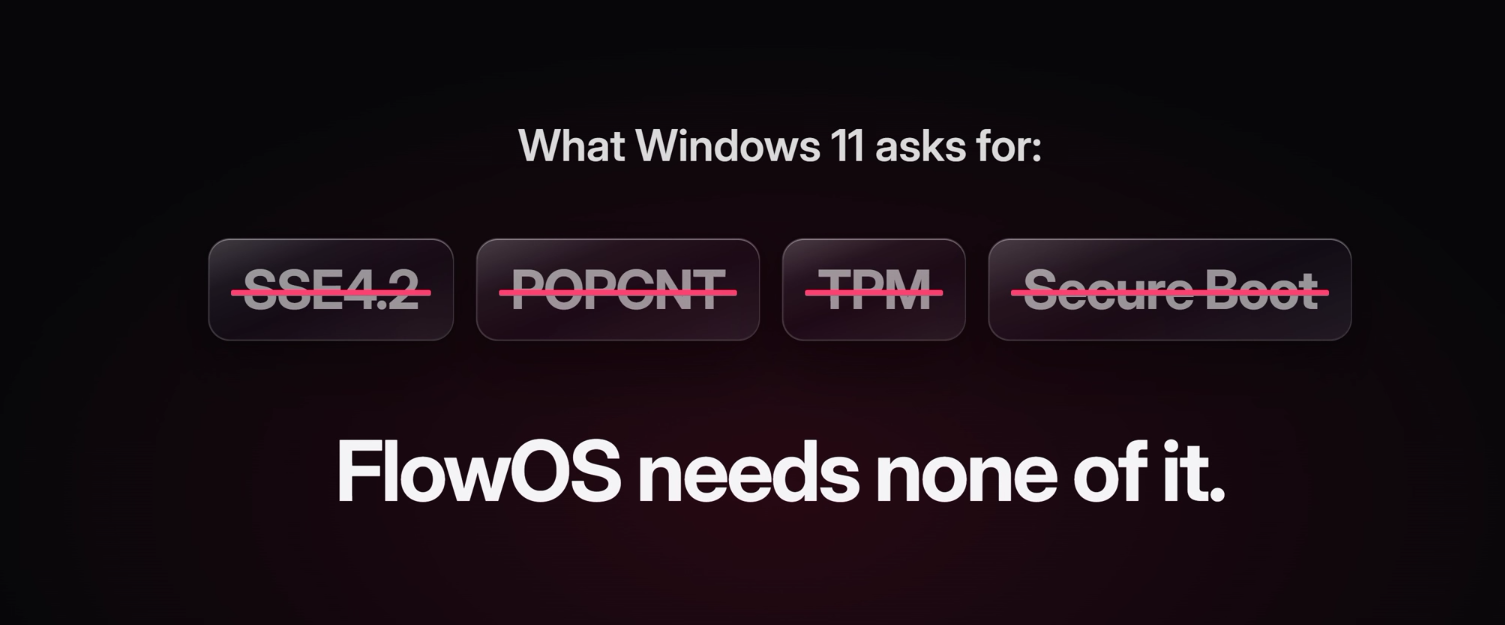 What Windows 11 asks for:
SSE4.2 POPCNT TPM Secure Boot
FlowOS needs none of it.